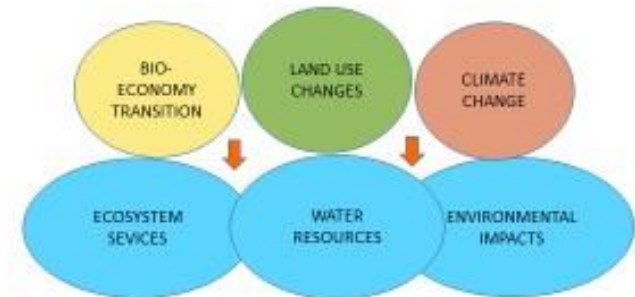 BIO-
ECONOMY
TRANSITION
LAND USE
CHANGES
CLIMATE
CHANGE
ECOSYSTEM
SEVICES
WATER
RESOURCES
ENVIRONMENTAL
IMPACTS